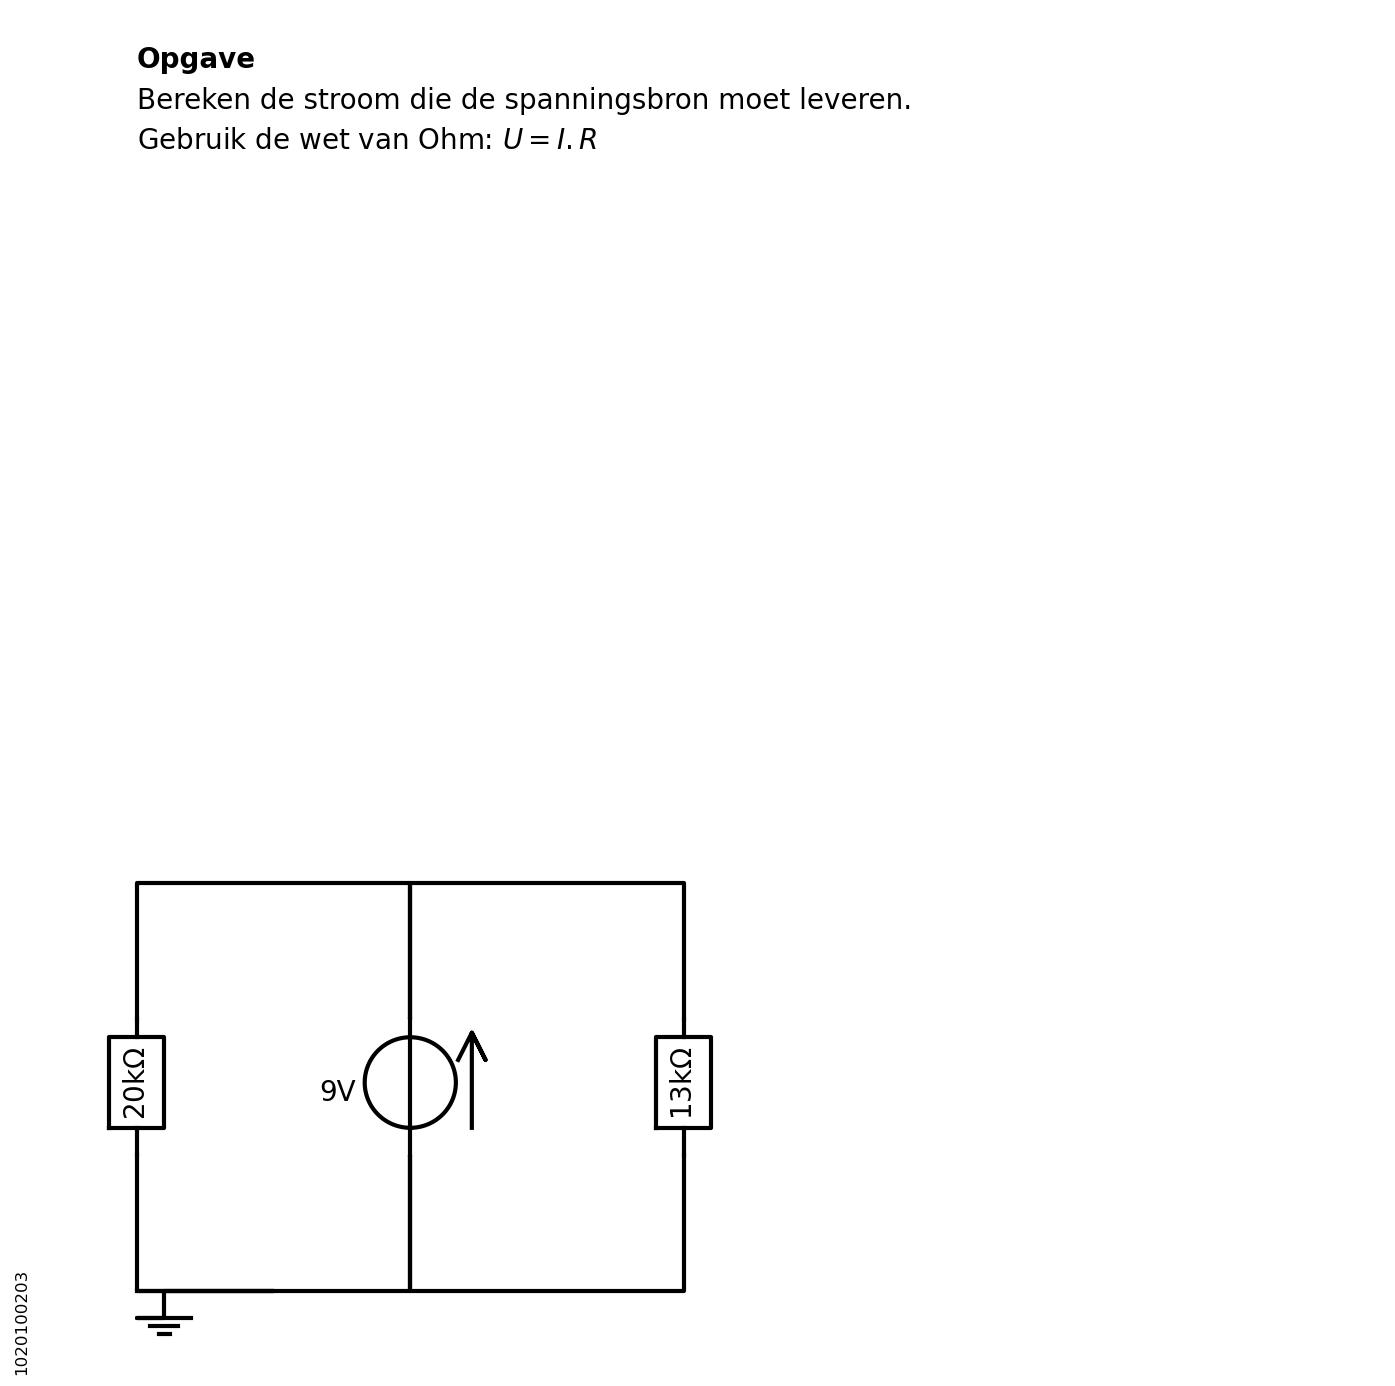 Opgave
Bereken de stroom die de spanningsbron moet leveren.
Gebruik de wet van Ohm: U = I.R
20kΩ
9V
13kΩ
1020100203